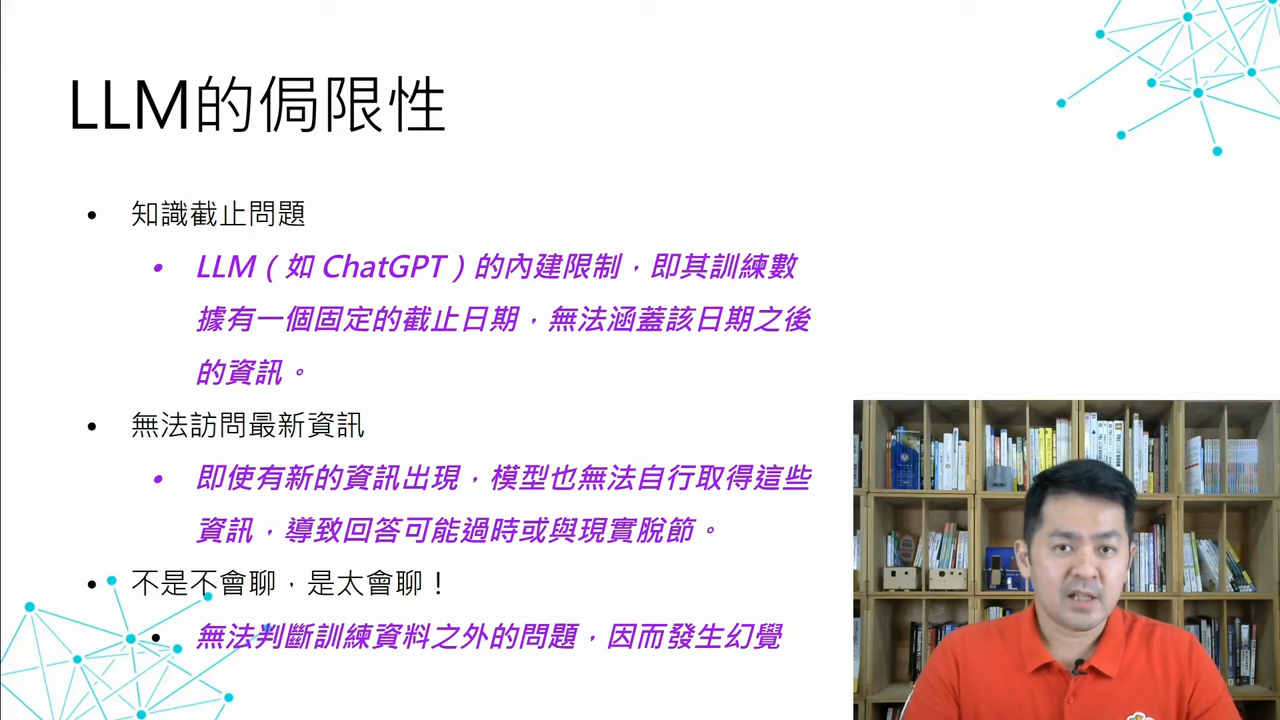 LLM的侷限性
• 知識截止問題
• LLM（如 ChatGPT）的內建限制，即其訓練數
據有一個固定的截止日期，無法涵蓋該日期之後
的資訊。
• 無法訪問最新資訊
• 即使有新的資訊出現，模型也無法自行取得這些
資訊，導致回答可能過時或與現實脫節。
• 不是不會聊，是太會聊！
• 無法判斷訓練資料之外的問題，因而發生幻覺